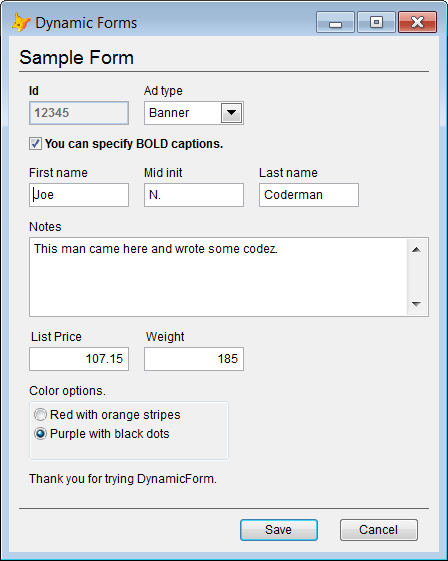 Dynamic Forms
Sample Form
Id Ad type
12345 Banner
You can specify BOLD captions.
First name Mid init Last name
Joe N. Coderman
Notes
This man came here and wrote some codez.
List Price Weight
107.15 185
Color options.
Red with orange stripes
Purple with black dots
Thank you for trying DynamicForm.
Save Cancel